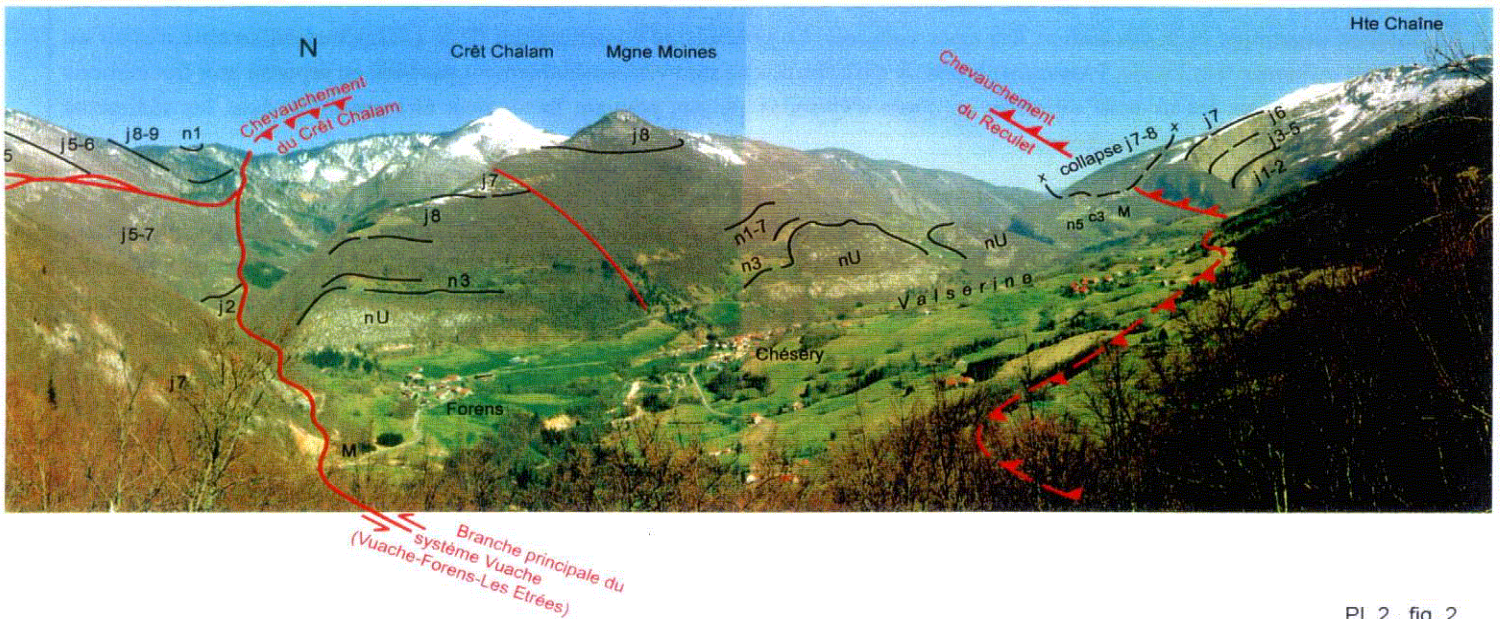 Hte Chaîne
N
Crêt Chalam
Mgne Moines
Chevauchement
du Crêt Chalam
Chevauchement
du Reculet
5
j5-6
j8-9
n1
j8
j7
j8
x
collapse j7-8
x
j7
j6
j3-5
j1-2
j5-7
n1-7
n3
nU
nU
n5
c3
M
j2
n3
nU
Valserine
j7
Chéséry
Forens
M
Branche principale du
système Vuache
(Vuache-Forens-Les Etrées)
Pl. 2 , fig. 2